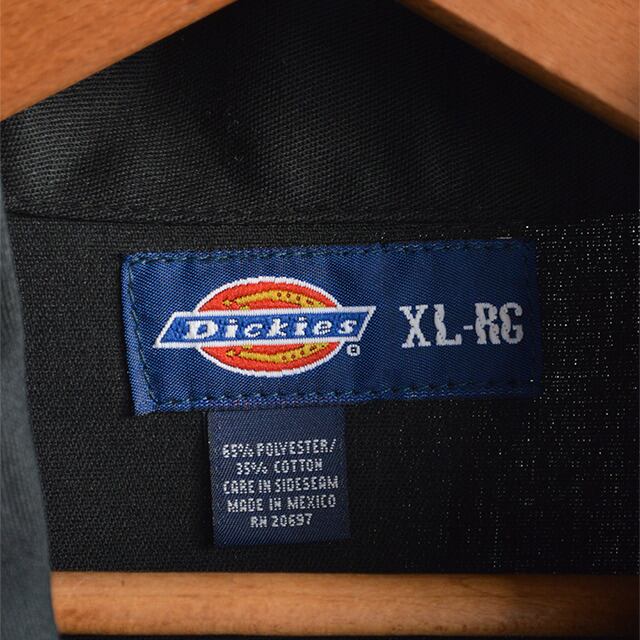 Dickies
®
XL-RG
65% POLYESTER/
35% COTTON
CARE IN SIDESEAM
MADE IN MEXICO
RN 20697